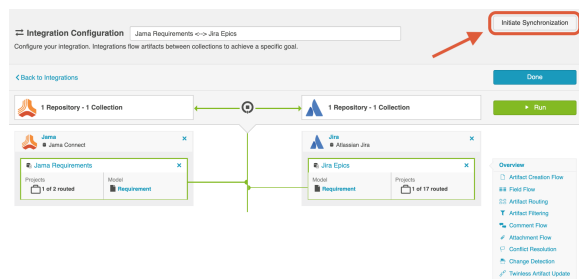 Initiate Synchronization
Integration Configuration
Jama Requirements <--> Jira Epics
Configure your integration. Integrations flow artifacts between collections to achieve a specific goal.
Back to Integrations
Done
1 Repository - 1 Collection
1 Repository - 1 Collection
Run
Jama
Jama Connect
Jira
Atlassian Jira
Jama Requirements
Projects
1 of 2 routed
Model
Requirement
Jira Epics
Model
Requirement
Projects
1 of 17 routed
Overview
Artifact Creation Flow
Field Flow
Artifact Routing
Artifact Filtering
Comment Flow
Attachment Flow
Conflict Resolution
Change Detection
Twinless Artifact Update